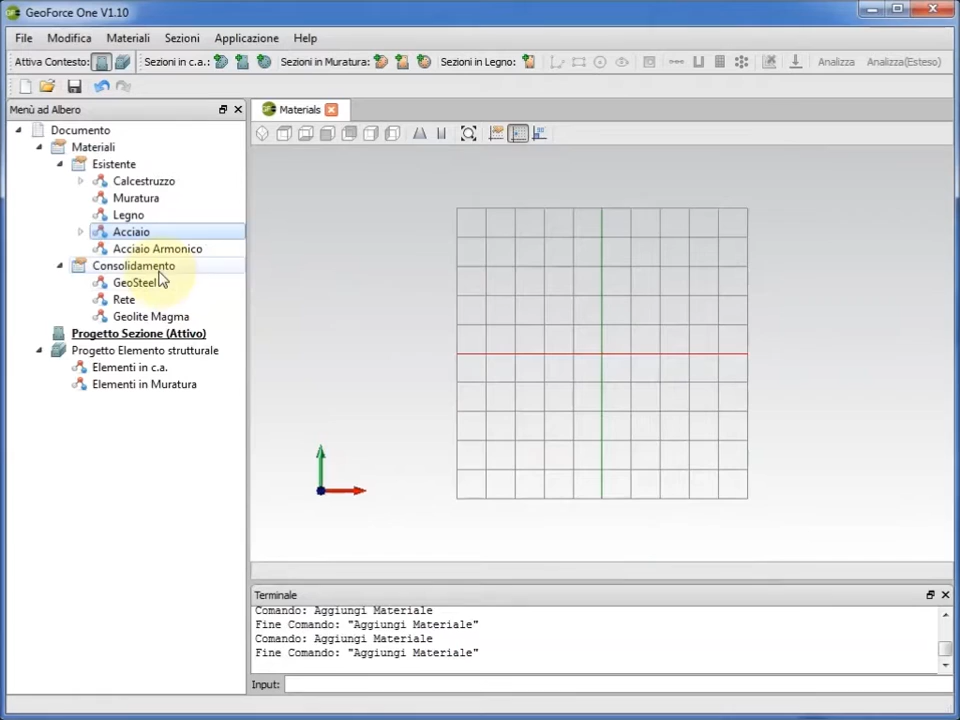 GeoForce One V1.10
File Modifica Materiali Sezioni Applicazione Help
Attiva Contesto: Sezioni in c.a.: Sezioni in Muratura: Sezioni in Legno: Analizza Analizza(Esteso)
Menù ad Albero
Materials
Documento
Materiali
Esistente
Calcestruzzo
Muratura
Legno
Acciaio
Acciaio Armonico
Consolidamento
GeoSteel
Rete
Geolite Magma
Progetto Sezione (Attivo)
Progetto Elemento strutturale
Elementi in c.a.
Elementi in Muratura
Terminale
Comando: Aggiungi Materiale
Fine Comando: "Aggiungi Materiale"
Comando: Aggiungi Materiale
Fine Comando: "Aggiungi Materiale"
Input: